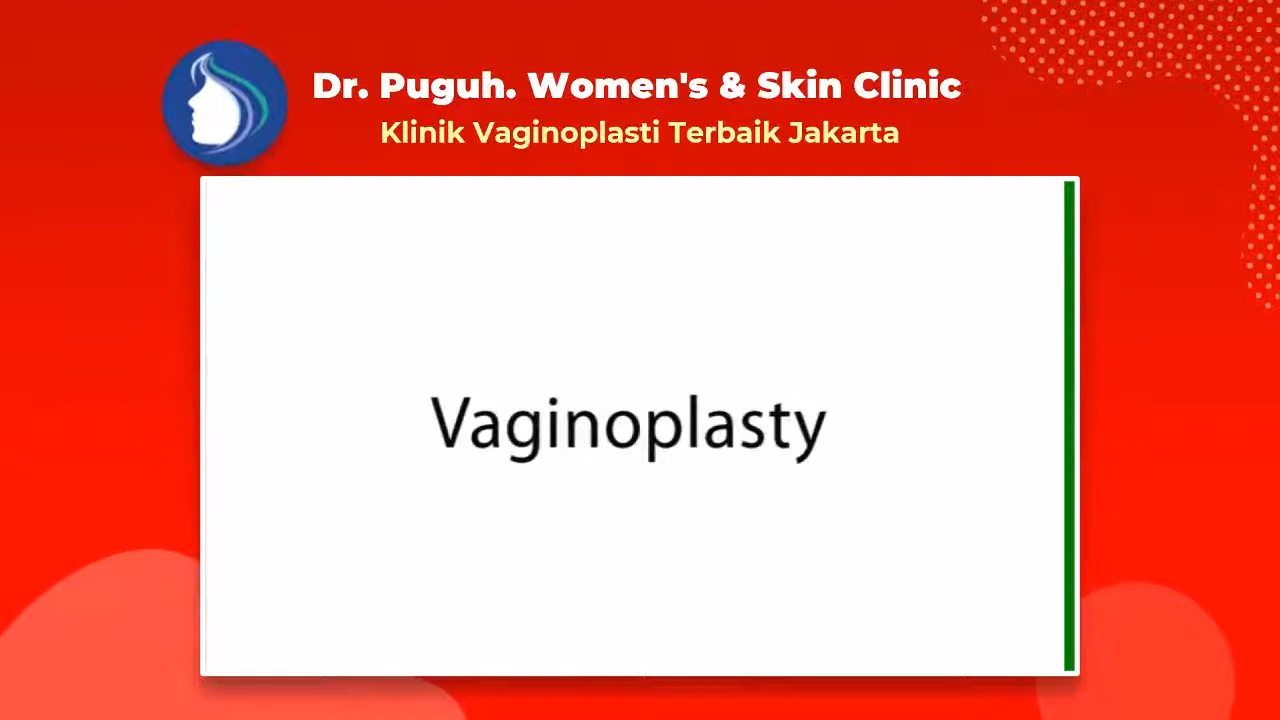 Dr. Puguh. Women's & Skin Clinic
Klinik Vaginoplasti Terbaik Jakarta
Vaginoplasty